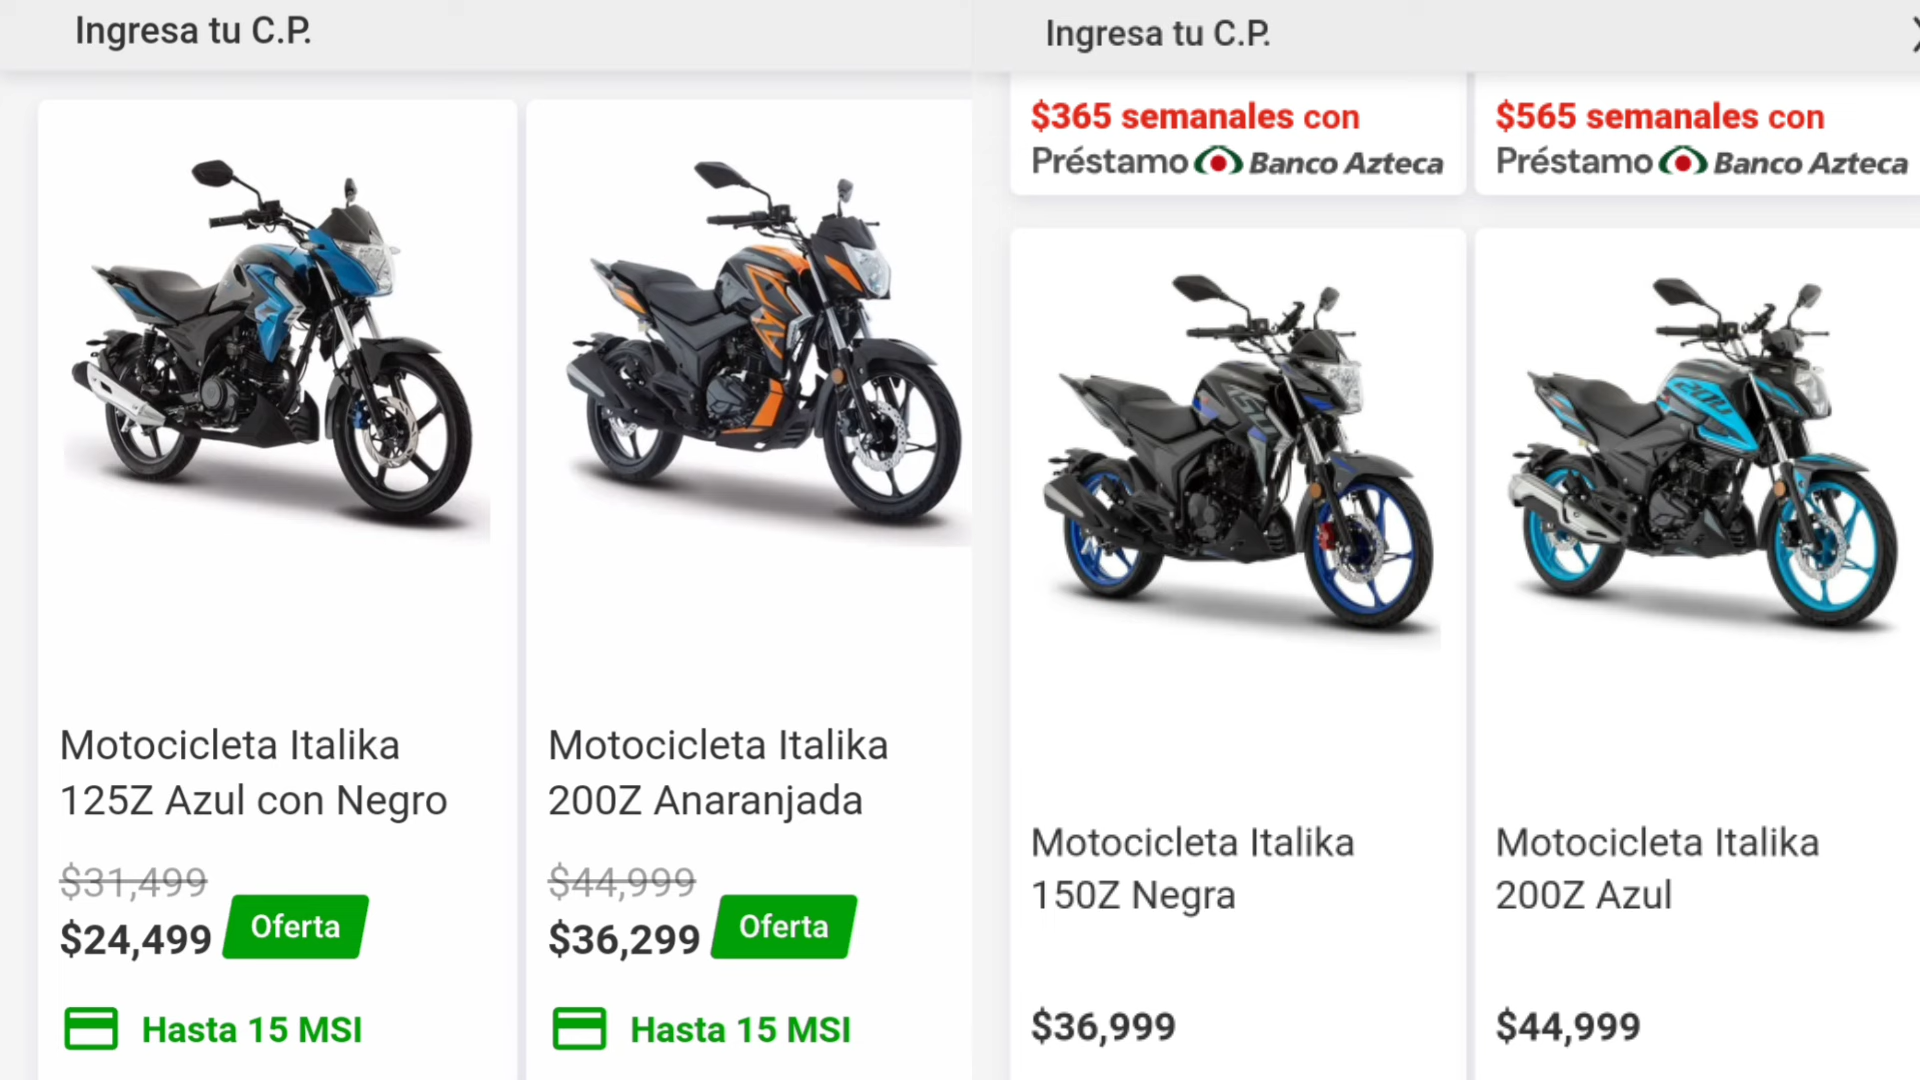 Ingresa tu C.P.
Motocicleta Italika
125Z Azul con Negro
$31,499
$24,499
Oferta
Hasta 15 MSI
Motocicleta Italika
200Z Anaranjada
$44,999
$36,299
Oferta
Hasta 15 MSI
Ingresa tu C.P.
$365 semanales con
Préstamo Banco Azteca
$565 semanales con
Préstamo Banco Azteca
150Z
Motocicleta Italika
150Z Negra
$36,999
200
Motocicleta Italika
200Z Azul
$44,999